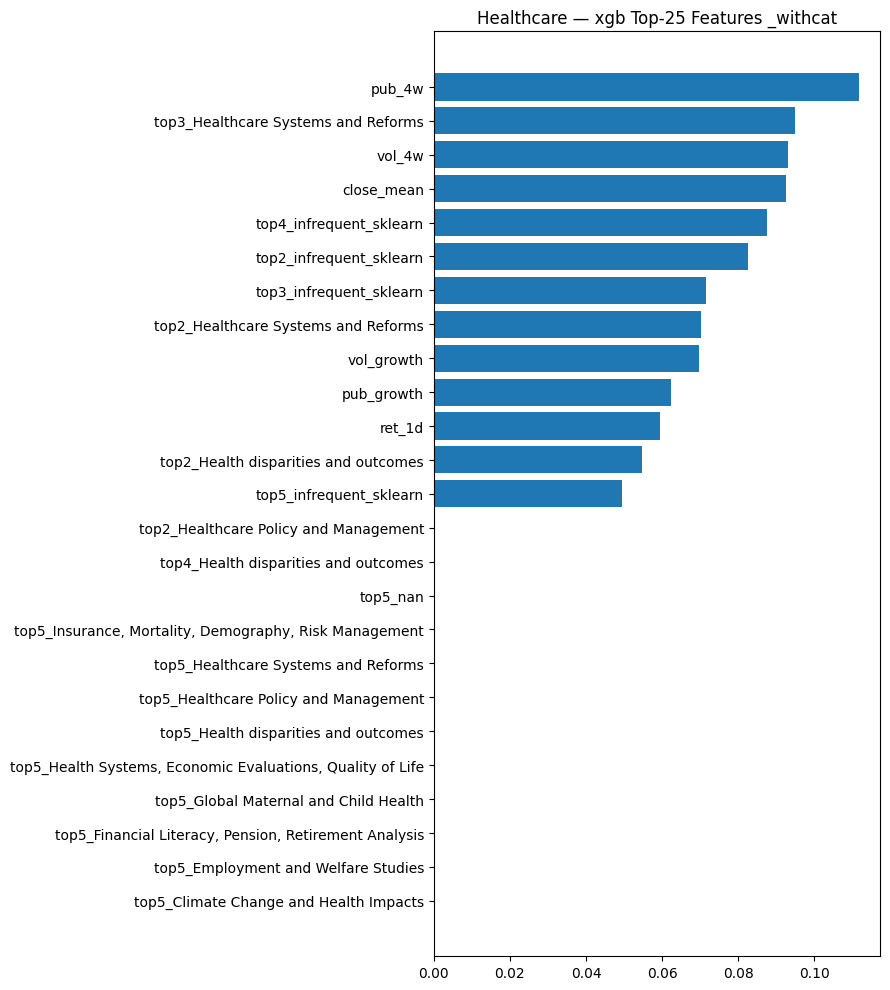 Healthcare — xgb Top-25 Features _withcat
pub_4w
top3_Healthcare Systems and Reforms
vol_4w
close_mean
top4_infrequent_sklearn
top2_infrequent_sklearn
top3_infrequent_sklearn
top2_Healthcare Systems and Reforms
vol_growth
pub_growth
ret_1d
top2_Health disparities and outcomes
top5_infrequent_sklearn
top2_Healthcare Policy and Management
top4_Health disparities and outcomes
top5_nan
top5_Insurance, Mortality, Demography, Risk Management
top5_Healthcare Systems and Reforms
top5_Healthcare Policy and Management
top5_Health disparities and outcomes
top5_Health Systems, Economic Evaluations, Quality of Life
top5_Global Maternal and Child Health
top5_Financial Literacy, Pension, Retirement Analysis
top5_Employment and Welfare Studies
top5_Climate Change and Health Impacts
0.00 0.02 0.04 0.06 0.08 0.10